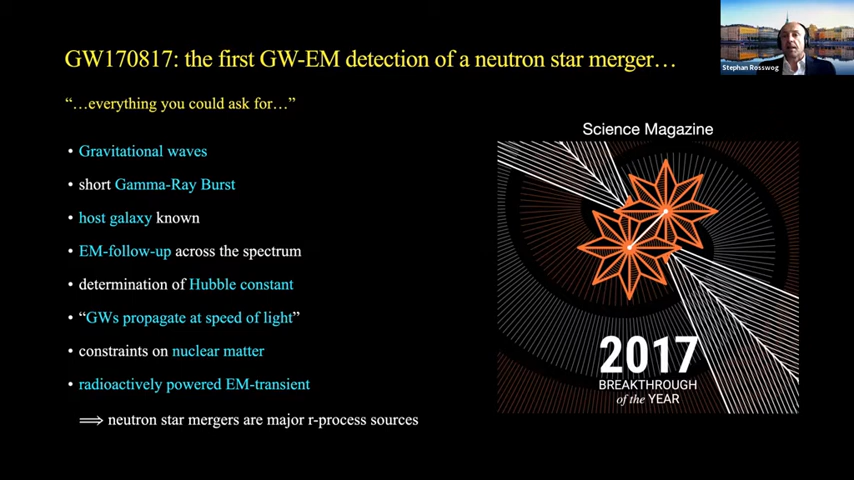 GW170817: the first GW-EM detection of a neutron star merger…
Stephan Rosswog
“…everything you could ask for…”
• Gravitational waves
• short Gamma-Ray Burst
• host galaxy known
• EM-follow-up across the spectrum
• determination of Hubble constant
• “GWs propagate at speed of light”
• constraints on nuclear matter
• radioactively powered EM-transient
⟹ neutron star mergers are major r-process sources
Science Magazine
2017
BREAKTHROUGH
of the YEAR